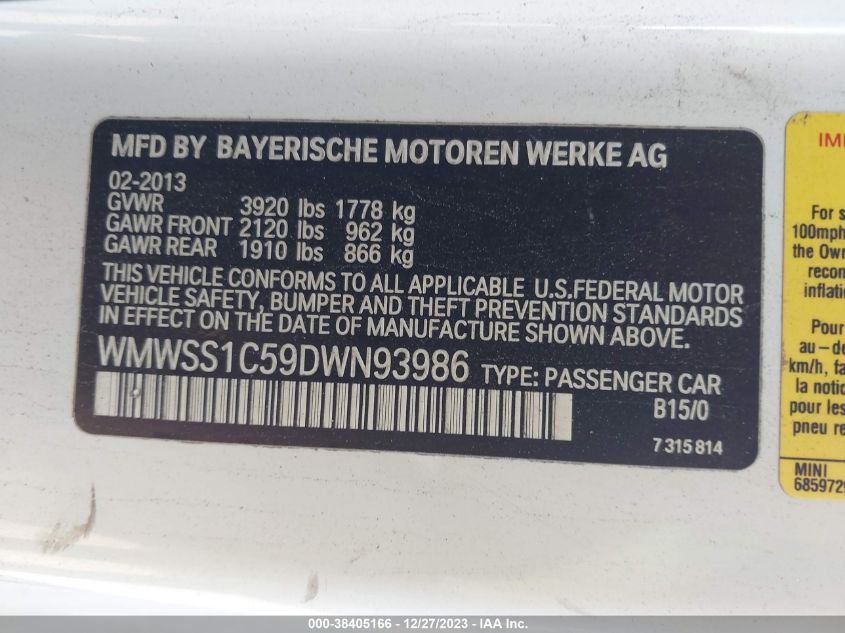 MFD BY BAYERISCHE MOTOREN WERKE AG
02-2013
GVWR 3920 lbs 1778 kg
GAWR FRONT 2120 lbs 962 kg
GAWR REAR 1910 lbs 866 kg
THIS VEHICLE CONFORMS TO ALL APPLICABLE U.S.FEDERAL MOTOR
VEHICLE SAFETY, BUMPER AND THEFT PREVENTION STANDARDS
IN EFFECT ON THE DATE OF MANUFACTURE SHOWN ABOVE.
WMWSS1C59DWN93986 TYPE: PASSENGER CAR
B15/0
7 315 814
For s
100mph
the Own
recon
inflati
Pour
au-de
km/h, fa
la notic
pour les
pneu re
MINI
6859729
000-38405166 - 12/27/2023 - IAA Inc.